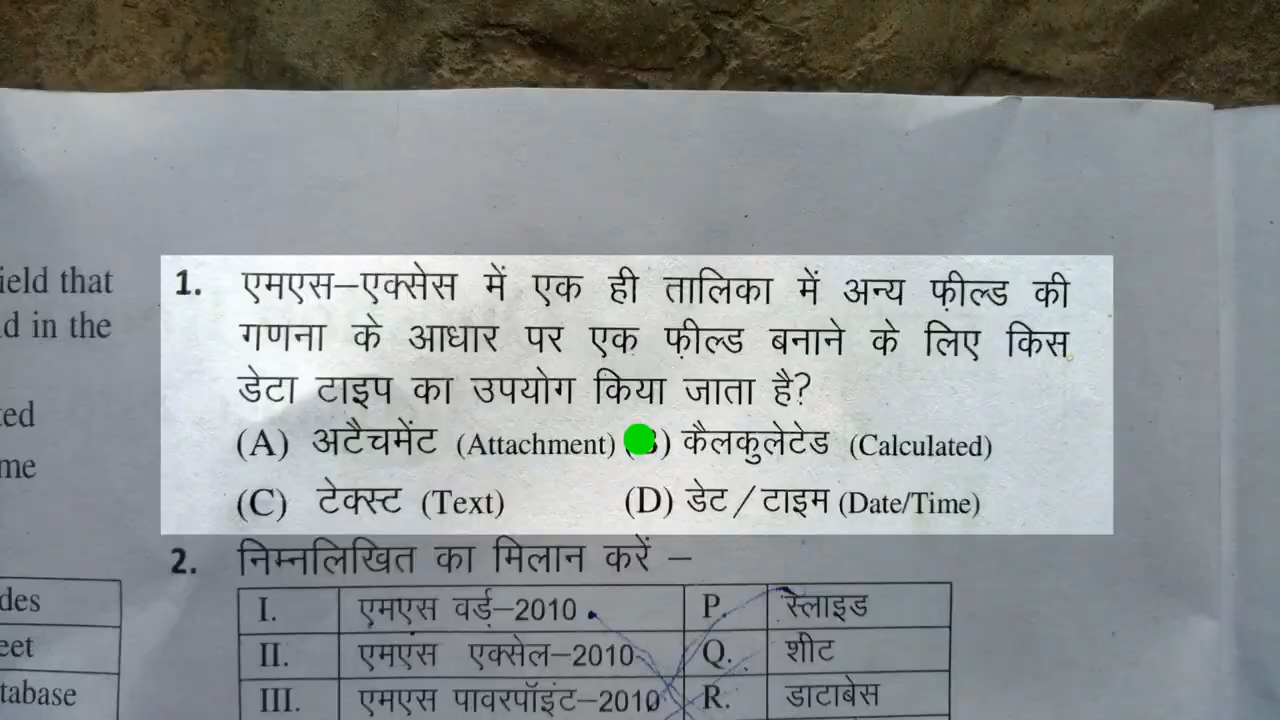 ield that
d in the
ted
me
des
eet
tabase
1. एमएस–एक्सेस में एक ही तालिका में अन्य फ़ील्ड की
गणना के आधार पर एक फ़ील्ड बनाने के लिए किस
डेटा टाइप का उपयोग किया जाता है?
(A) अटैचमेंट (Attachment) (B) कैलकुलेटेड (Calculated)
(C) टेक्स्ट (Text) (D) डेट / टाइम (Date/Time)
2. निम्नलिखित का मिलान करें –
I. एमएस वर्ड–2010 P. स्लाइड
II. एमएस एक्सेल–2010 Q. शीट
III. एमएस पावरपॉइंट–2010 R. डाटाबेस